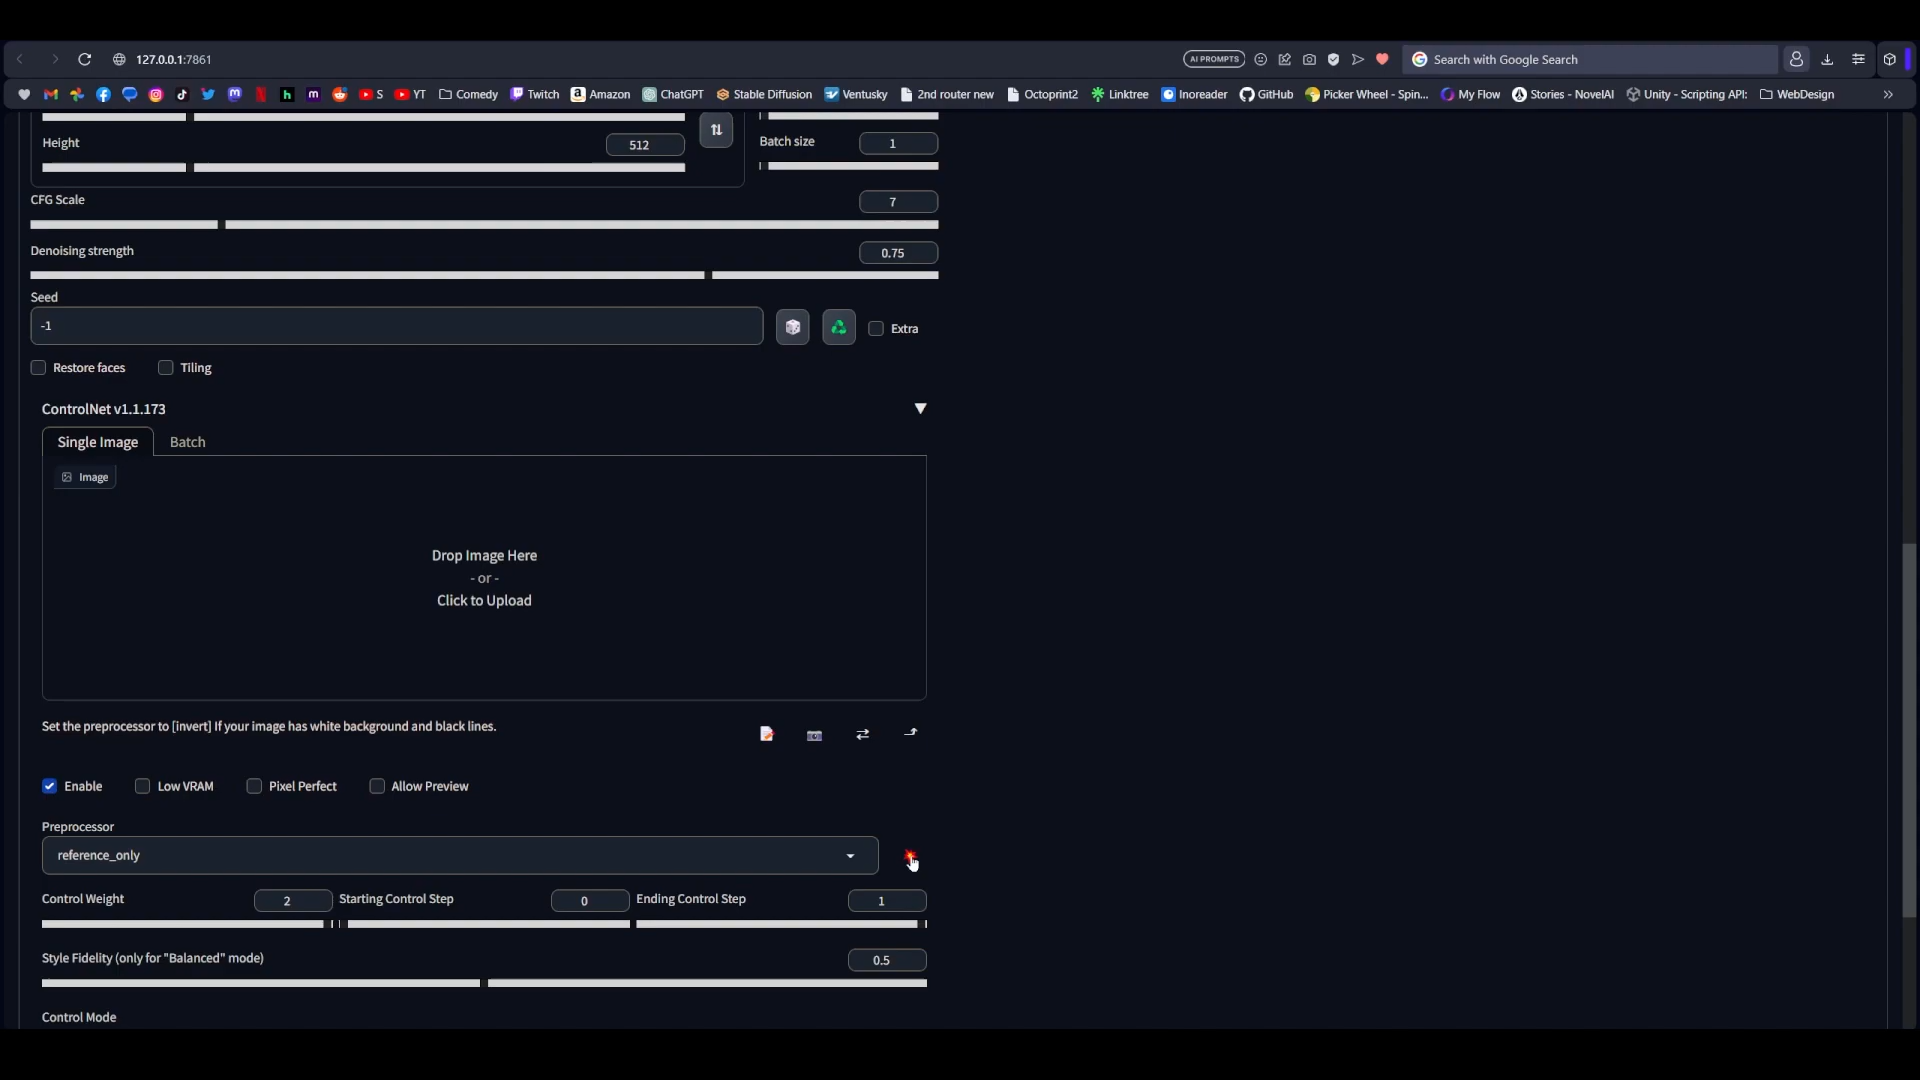 127.0.0.1:7861
AI PROMPTS
Search with Google Search
S
YT
Comedy
Twitch
Amazon
ChatGPT
Stable Diffusion
Ventusky
2nd router new
Octoprint2
Linktree
Inoreader
GitHub
Picker Wheel - Spin...
My Flow
Stories - NovelAI
Unity - Scripting API:
WebDesign
Height
512
Batch size
1
CFG Scale
7
Denoising strength
0.75
Seed
-1
Extra
Restore faces
Tiling
ControlNet v1.1.173
Single Image
Batch
Image
Drop Image Here
- or -
Click to Upload
Set the preprocessor to [invert] If your image has white background and black lines.
Enable
Low VRAM
Pixel Perfect
Allow Preview
Preprocessor
reference_only
Control Weight
2
Starting Control Step
0
Ending Control Step
1
Style Fidelity (only for "Balanced" mode)
0.5
Control Mode